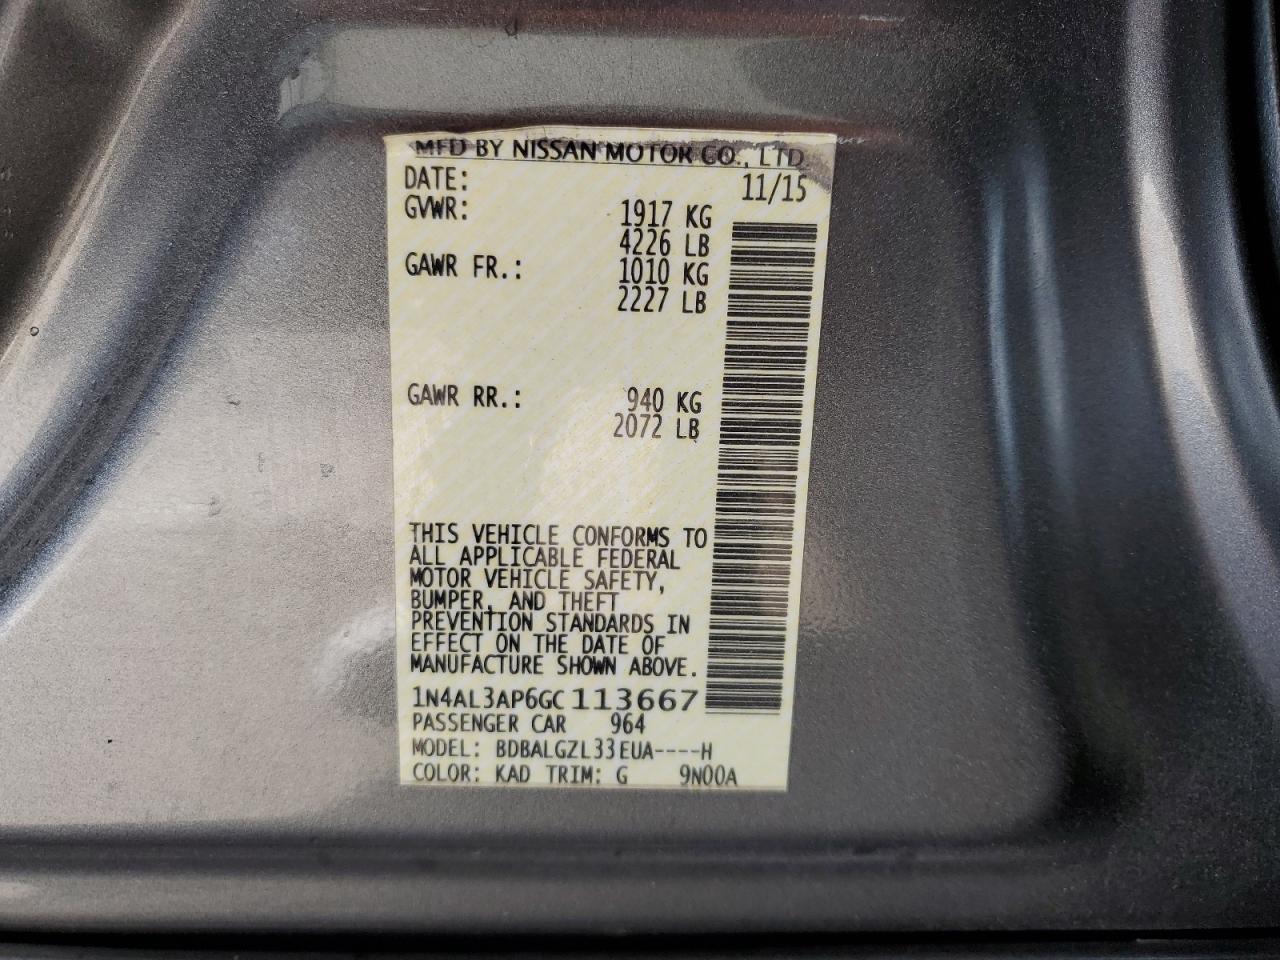 MFD BY NISSAN MOTOR CO., LTD.
DATE: 11/15
GVWR: 1917 KG
4226 LB
GAWR FR.: 1010 KG
2227 LB
GAWR RR.: 940 KG
2072 LB
THIS VEHICLE CONFORMS TO
ALL APPLICABLE FEDERAL
MOTOR VEHICLE SAFETY,
BUMPER, AND THEFT
PREVENTION STANDARDS IN
EFFECT ON THE DATE OF
MANUFACTURE SHOWN ABOVE.
1N4AL3AP6GC113667
PASSENGER CAR 964
MODEL: BDBALGZL33EUA----H
COLOR: KAD TRIM: G 9N00A